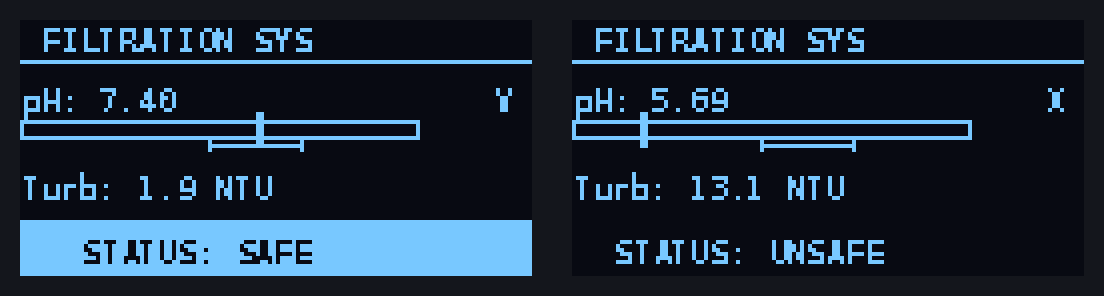 FILTRATION SYS
pH: 7.40 Y
Turb: 1.9 NTU
STATUS: SAFE
FILTRATION SYS
pH: 5.69 X
Turb: 13.1 NTU
STATUS: UNSAFE